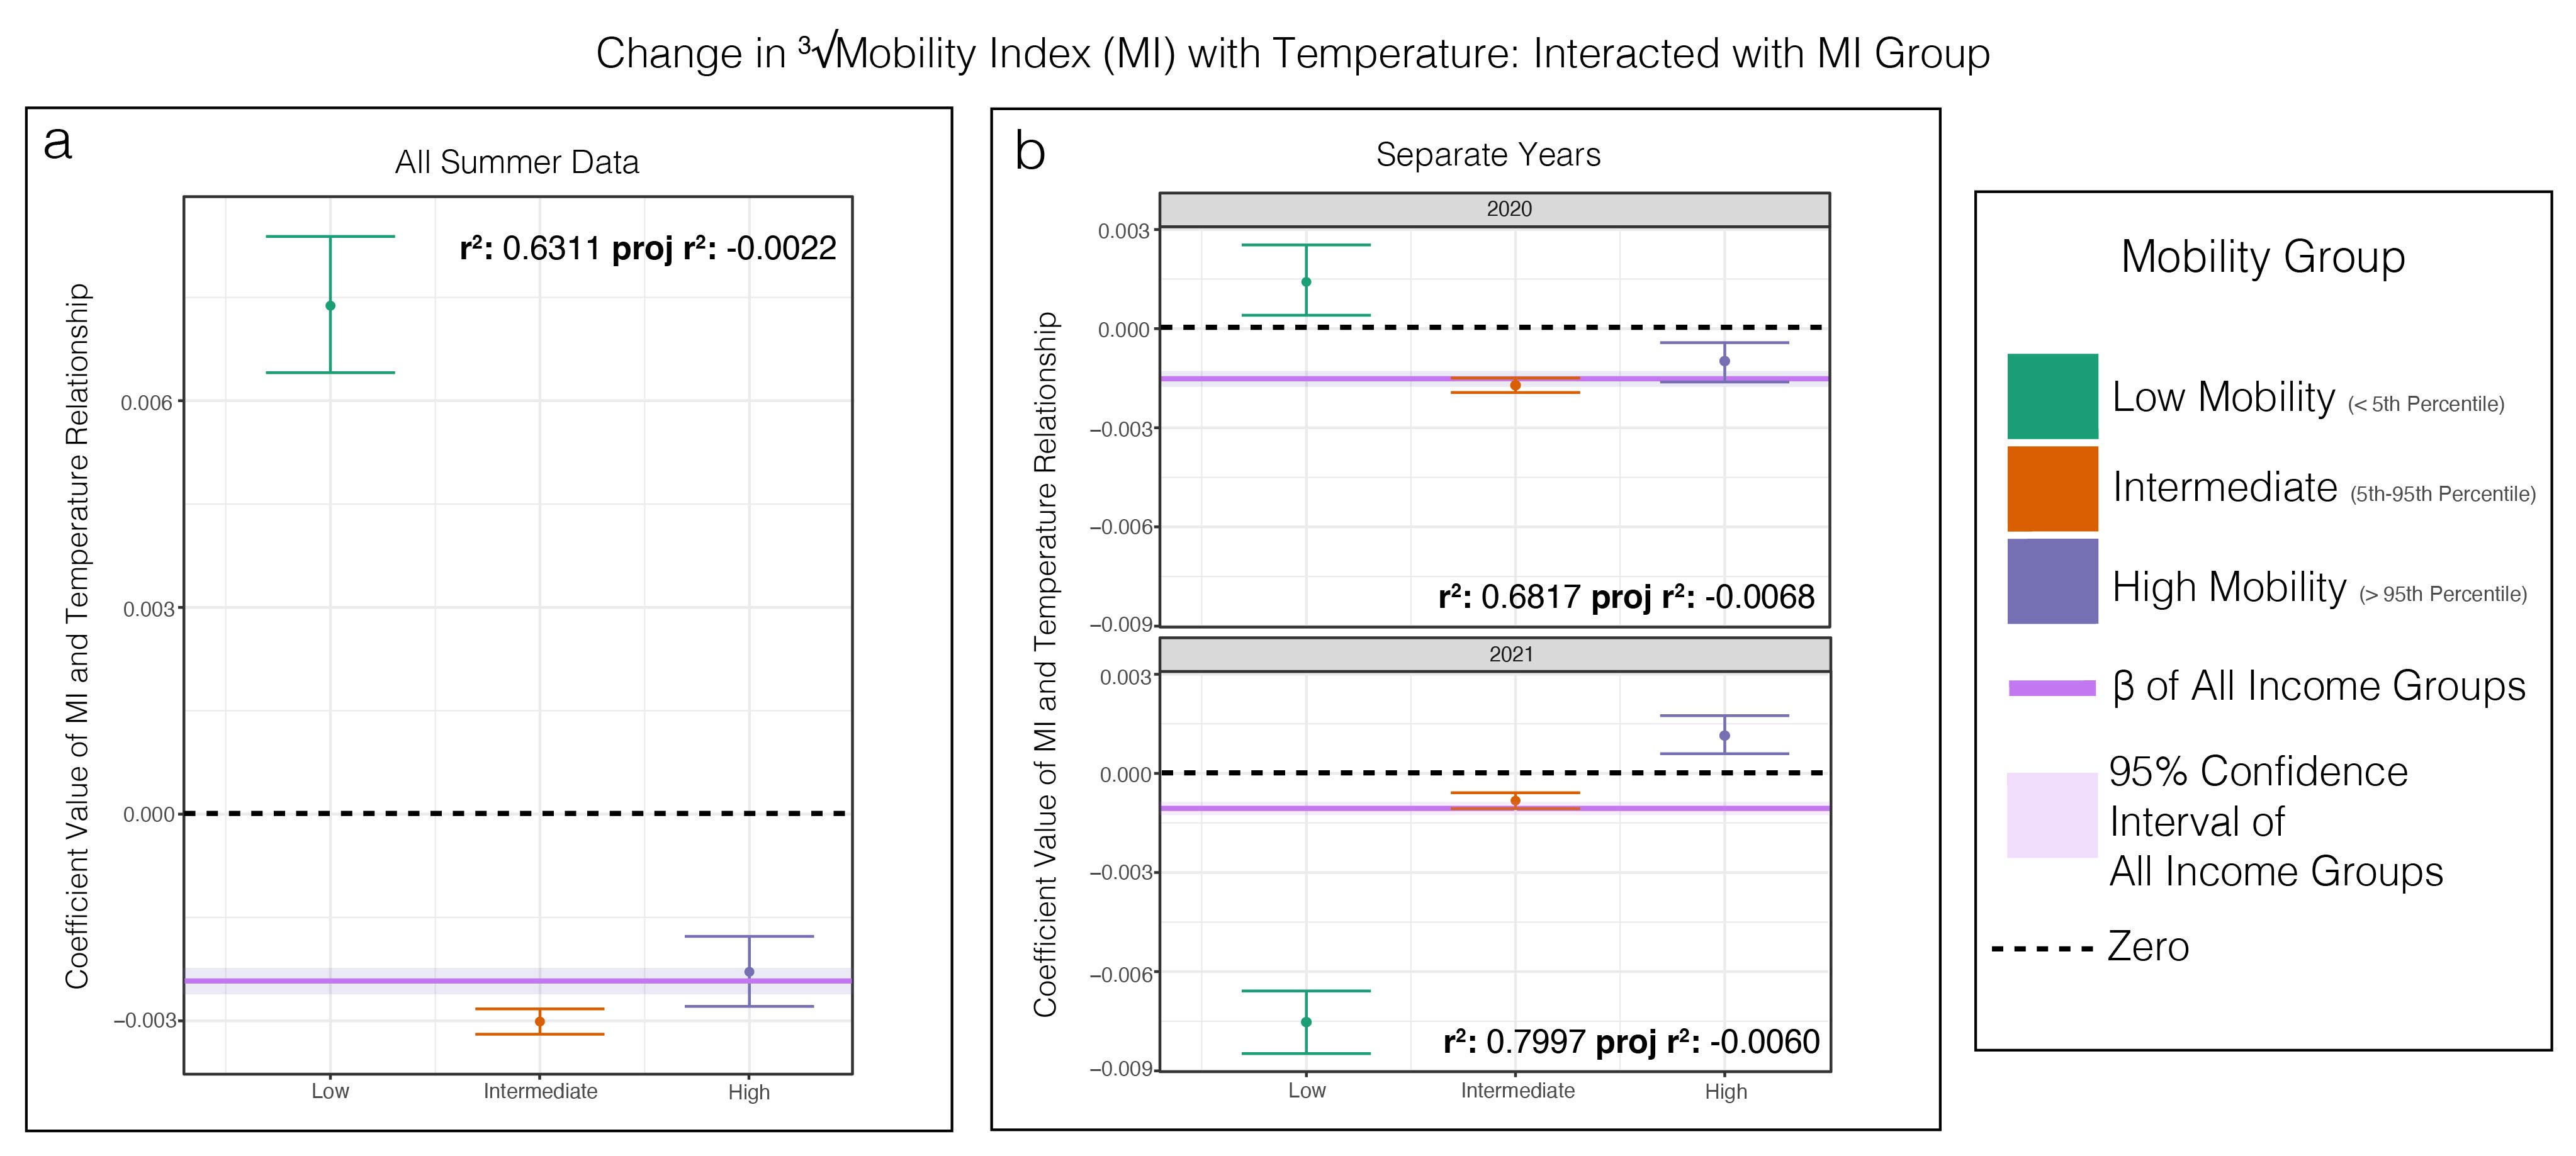 Change in ³√Mobility Index (MI) with Temperature: Interacted with MI Group
a
All Summer Data
Coefficient Value of MI and Temperature Relationship
r²: 0.6311 proj r²: -0.0022
0.006
0.003
0.000
−0.003
Low
Intermediate
High
b
Separate Years
Coefficient Value of MI and Temperature Relationship
2020
0.003
0.000
−0.003
−0.006
−0.009
r²: 0.6817 proj r²: -0.0068
2021
0.003
0.000
−0.003
−0.006
−0.009
r²: 0.7997 proj r²: -0.0060
Low
Intermediate
High
Mobility Group
Low Mobility (< 5th Percentile)
Intermediate (5th-95th Percentile)
High Mobility (> 95th Percentile)
β of All Income Groups
95% Confidence
Interval of
All Income Groups
Zero